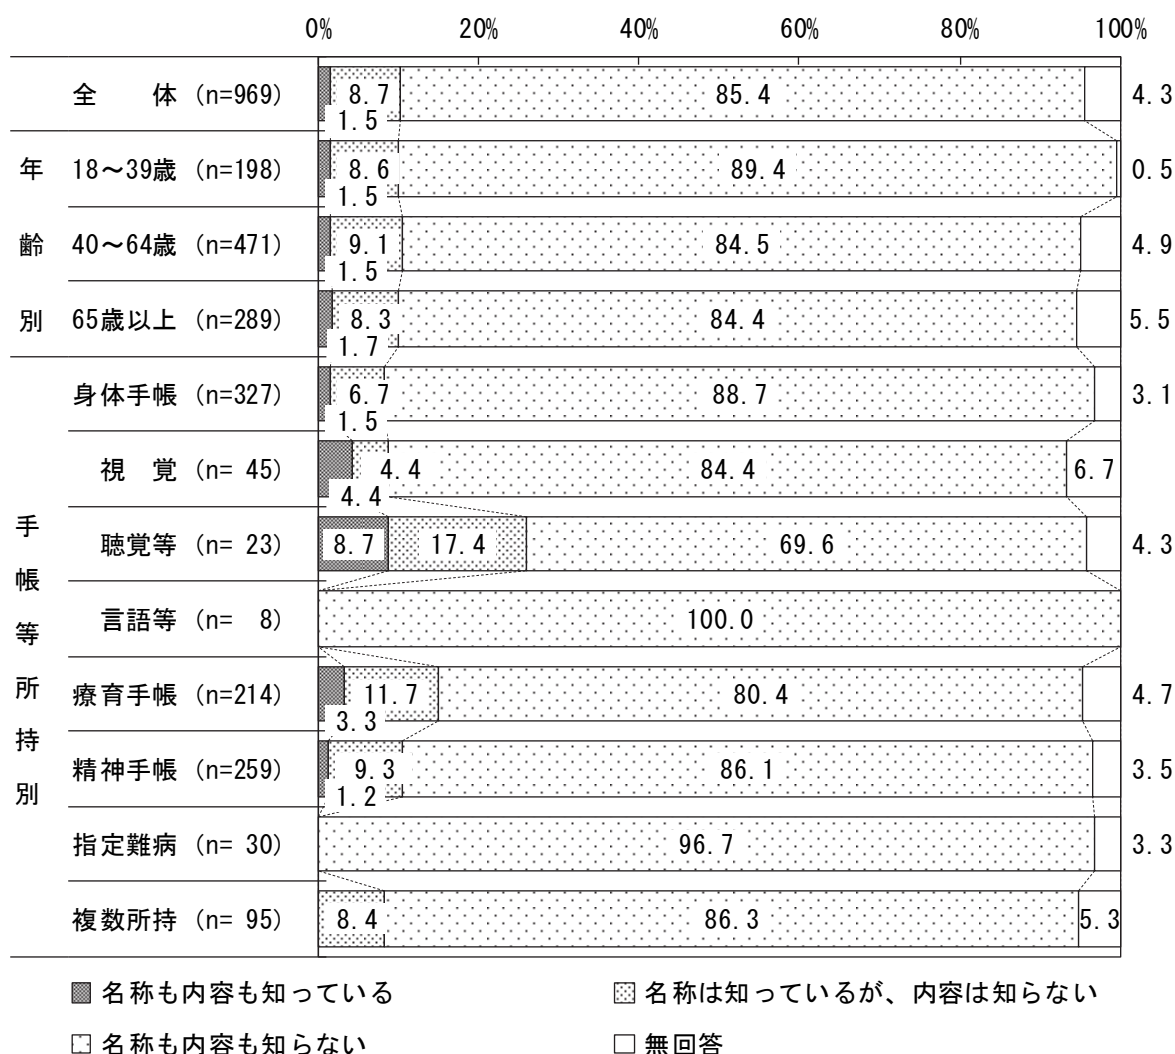 0% 20% 40% 60% 80% 100%
全 体 (n=969) 8.7 85.4 4.3
1.5
年齢別
18～39歳 (n=198) 8.6 89.4 0.5
1.5
40～64歳 (n=471) 9.1 84.5 4.9
1.5
65歳以上 (n=289) 8.3 84.4 5.5
1.7
手帳等所持別
身体手帳 (n=327) 6.7 88.7 3.1
1.5
視 覚 (n= 45) 4.4 84.4 6.7
4.4
聴覚等 (n= 23) 8.7 17.4 69.6 4.3
言語等 (n= 8) 100.0
療育手帳 (n=214) 11.7 80.4 4.7
3.3
精神手帳 (n=259) 9.3 86.1 3.5
1.2
指定難病 (n= 30) 96.7 3.3
複数所持 (n= 95) 8.4 86.3 5.3
名称も内容も知っている 名称は知っているが、内容は知らない
名称も内容も知らない 無回答